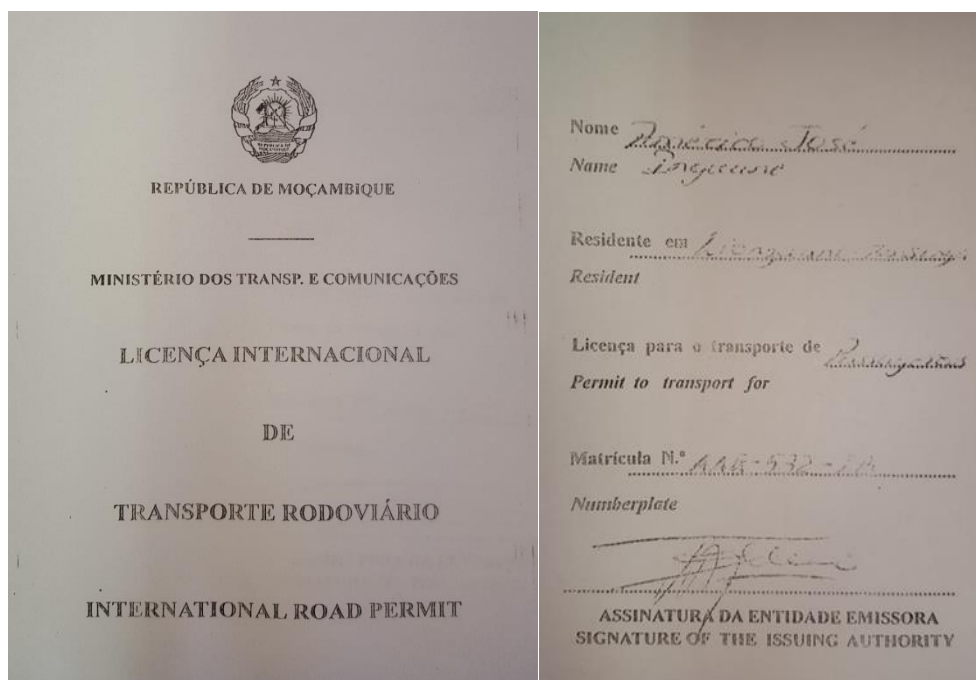 REPÚBLICA DE MOÇAMBIQUE
MINISTÉRIO DOS TRANSP. E COMUNICAÇÕES
LICENÇA INTERNACIONAL
DE
TRANSPORTE RODOVIÁRIO
INTERNATIONAL ROAD PERMIT
Nome Américo José
Name
Residente em
Resident
Licença para o transporte de
Permit to transport for
Matrícula N.º
Numberplate
ASSINATURA DA ENTIDADE EMISSORA
SIGNATURE OF THE ISSUING AUTHORITY